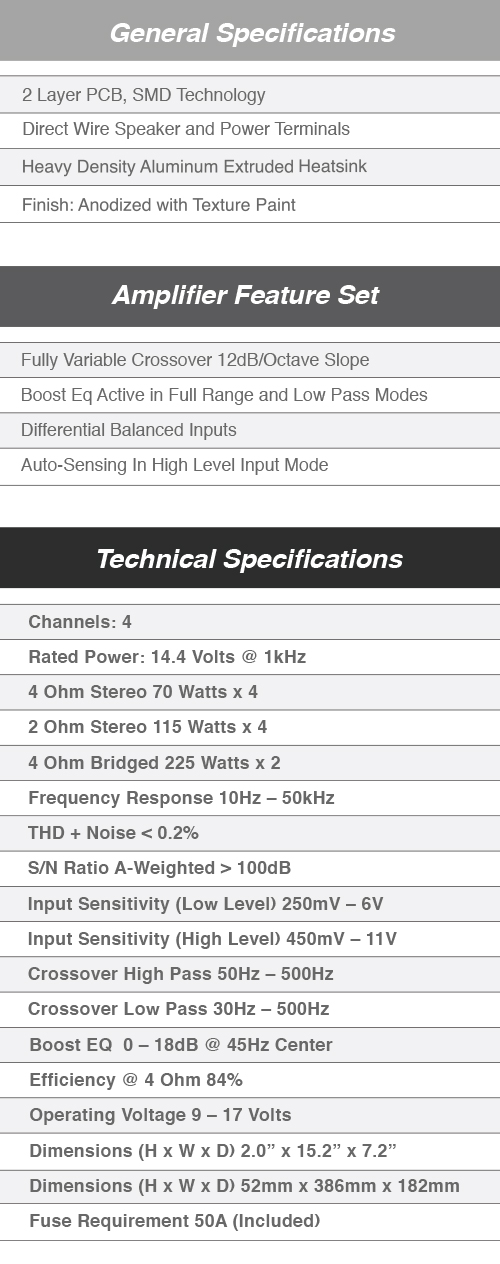 General Specifications
2 Layer PCB, SMD Technology
Direct Wire Speaker and Power Terminals
Heavy Density Aluminum Extruded Heatsink
Finish: Anodized with Texture Paint
Amplifier Feature Set
Fully Variable Crossover 12dB/Octave Slope
Boost Eq Active in Full Range and Low Pass Modes
Differential Balanced Inputs
Auto-Sensing In High Level Input Mode
Technical Specifications
Channels: 4
Rated Power: 14.4 Volts @ 1kHz
4 Ohm Stereo 70 Watts x 4
2 Ohm Stereo 115 Watts x 4
4 Ohm Bridged 225 Watts x 2
Frequency Response 10Hz – 50kHz
THD + Noise < 0.2%
S/N Ratio A-Weighted > 100dB
Input Sensitivity (Low Level) 250mV – 6V
Input Sensitivity (High Level) 450mV – 11V
Crossover High Pass 50Hz – 500Hz
Crossover Low Pass 30Hz – 500Hz
Boost EQ  0 – 18dB @ 45Hz Center
Efficiency @ 4 Ohm 84%
Operating Voltage 9 – 17 Volts
Dimensions (H x W x D) 2.0” x 15.2” x 7.2”
Dimensions (H x W x D) 52mm x 386mm x 182mm
Fuse Requirement 50A (Included)